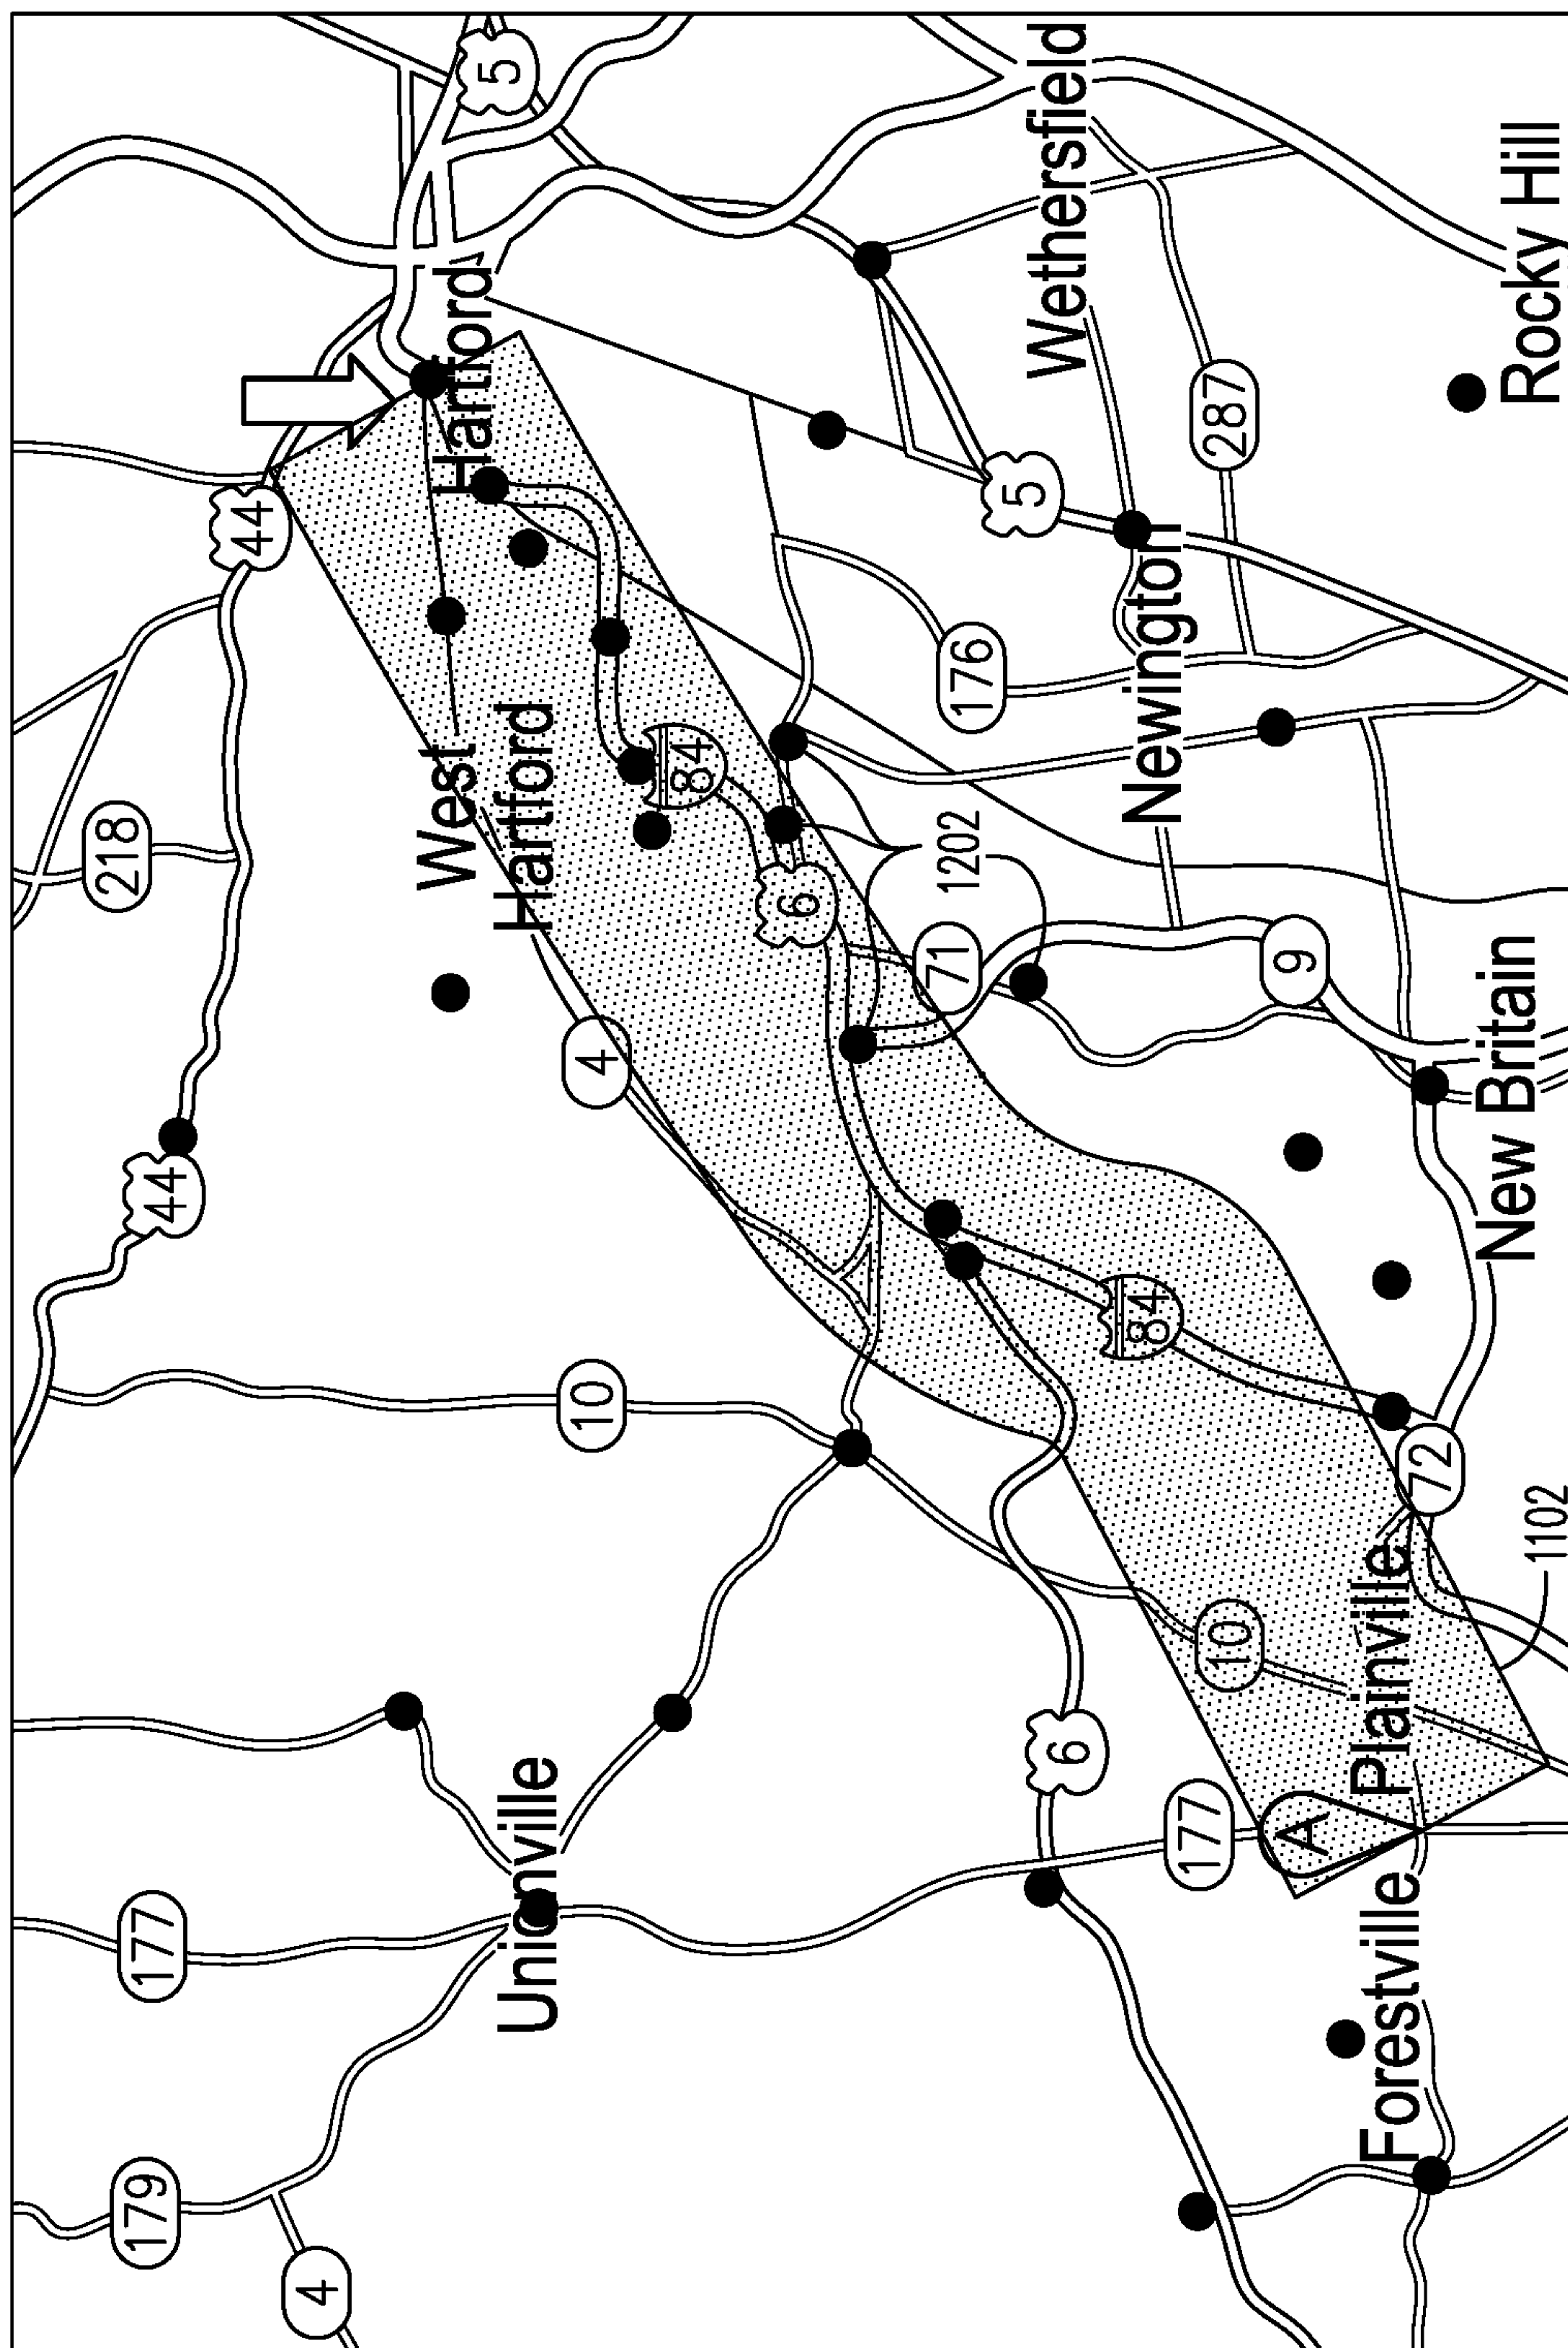 179
177
44
218
44
5
4
Unionville
10
4
West
Hartford
Hartford
84
6
6
84
71
1202
176
5
Wethersfield
177
A
10
9
Newington
287
Forestville
Plainville
72
1102
New Britain
Rocky Hill